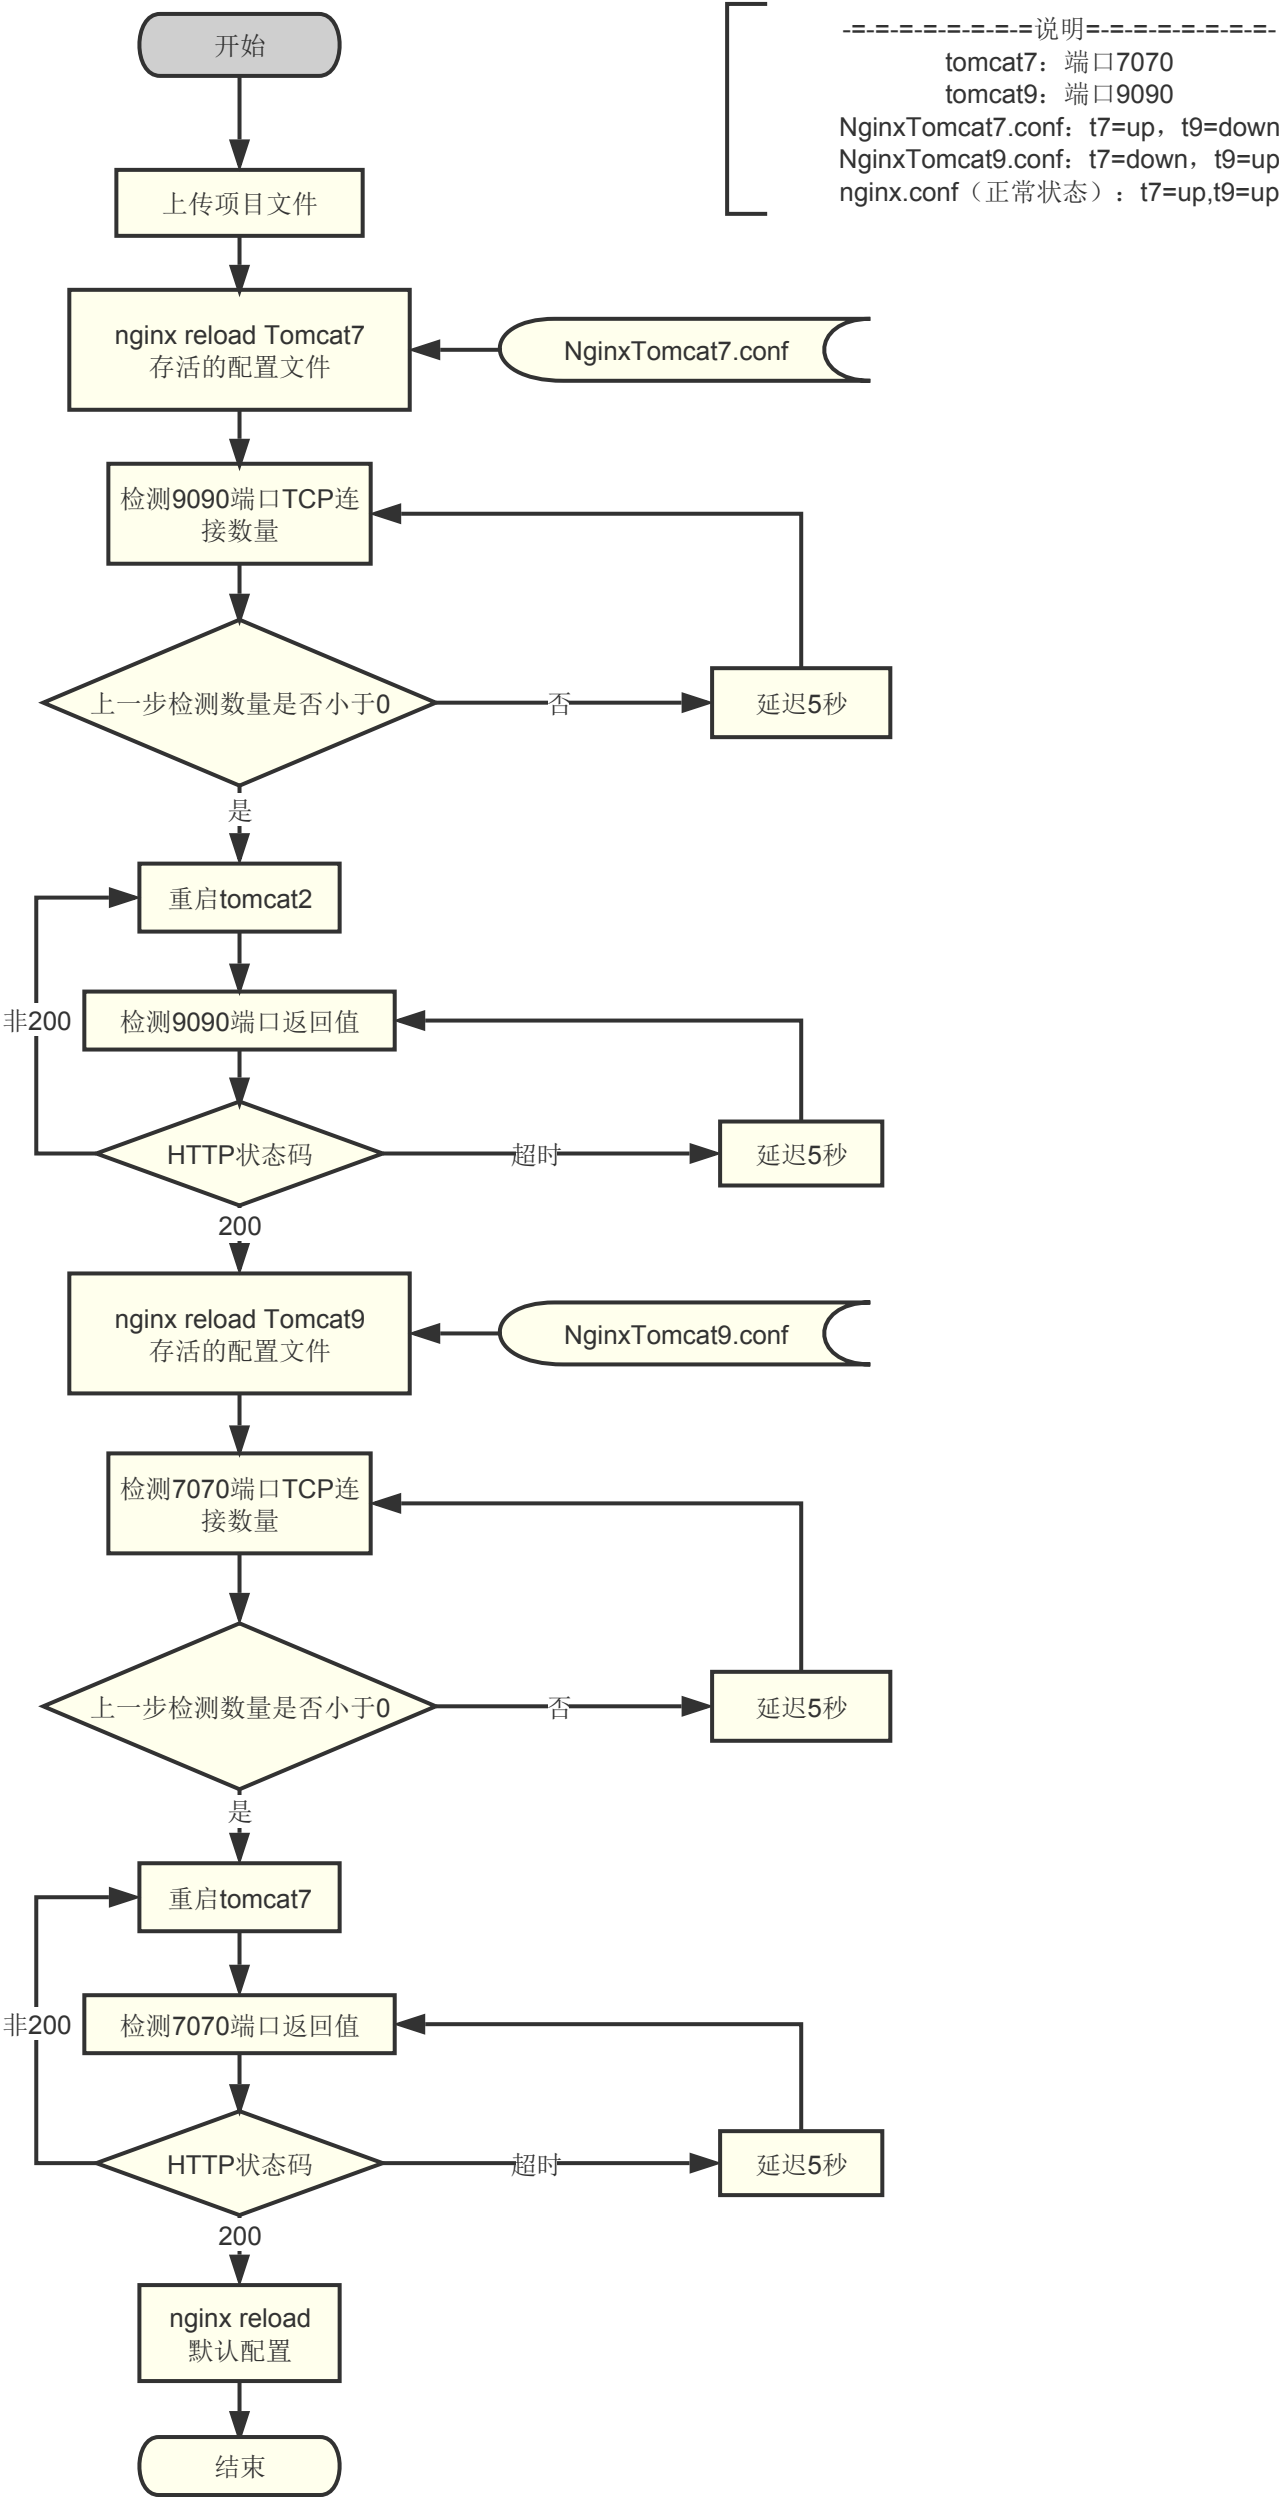 开始
-=-=-=-=-=-=-=-=说明=-=-=-=-=-=-=-=-
tomcat7：端口7070
tomcat9：端口9090
NginxTomcat7.conf：t7=up，t9=down
NginxTomcat9.conf：t7=down，t9=up
nginx.conf（正常状态）：t7=up,t9=up
上传项目文件
nginx reload Tomcat7
存活的配置文件
NginxTomcat7.conf
检测9090端口TCP连
接数量
上一步检测数量是否小于0
否
延迟5秒
是
重启tomcat2
非200
检测9090端口返回值
HTTP状态码
超时
延迟5秒
200
nginx reload Tomcat9
存活的配置文件
NginxTomcat9.conf
检测7070端口TCP连
接数量
上一步检测数量是否小于0
否
延迟5秒
是
重启tomcat7
非200
检测7070端口返回值
HTTP状态码
超时
延迟5秒
200
nginx reload
默认配置
结束